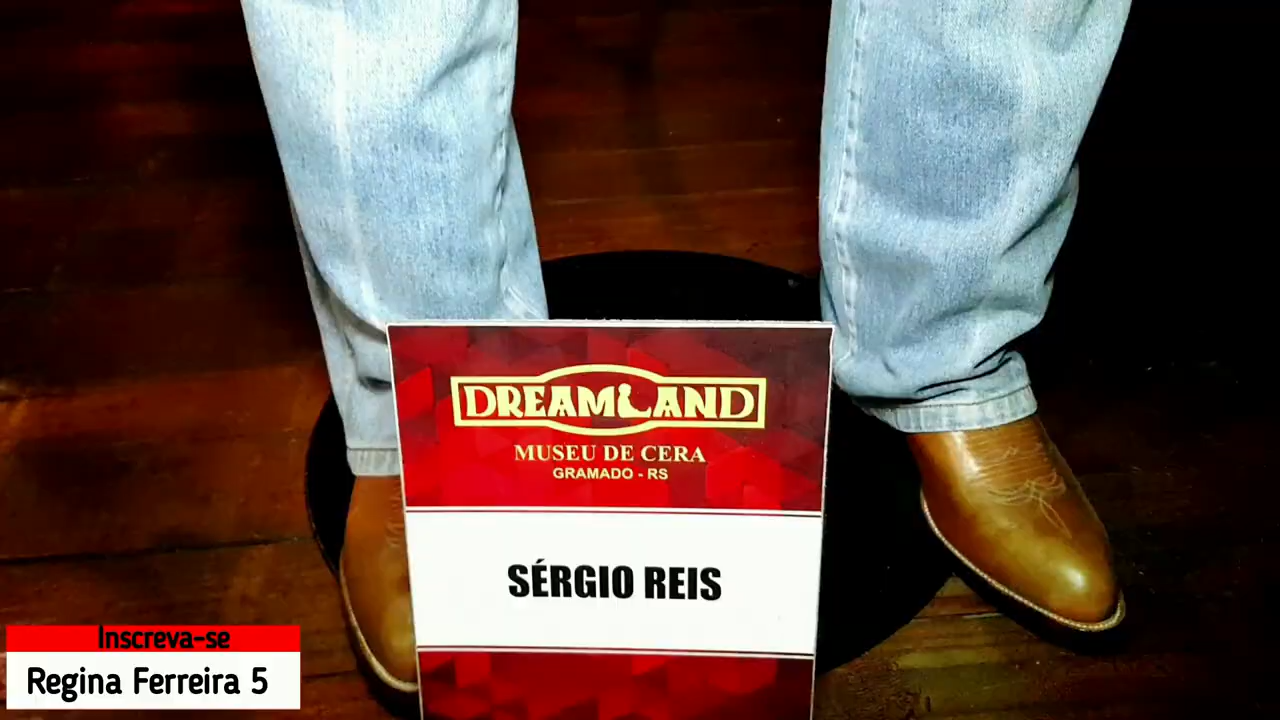 DREAMLAND
MUSEU DE CERA
GRAMADO - RS
SÉRGIO REIS
Inscreva-se
Regina Ferreira 5